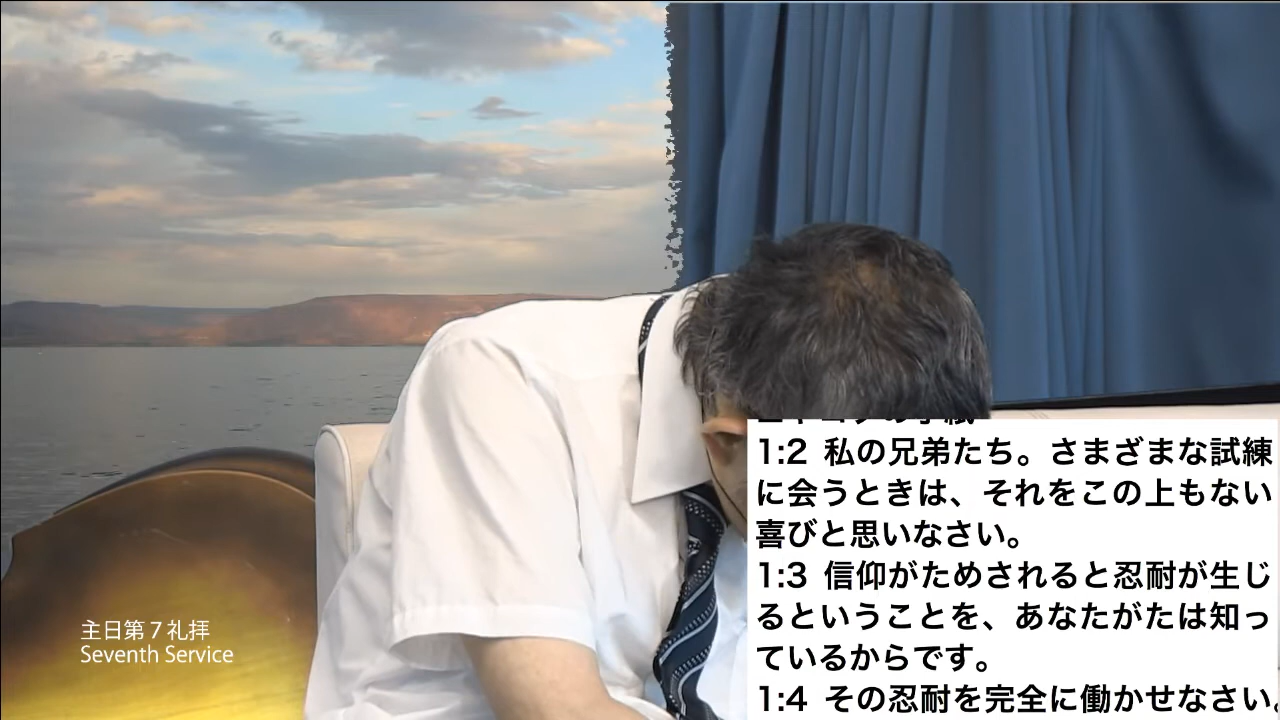 1:2 私の兄弟たち。さまざまな試練
に会うときは、それをこの上もない
喜びと思いなさい。
1:3 信仰がためされると忍耐が生じ
るということを、あなたがたは知っ
ているからです。
1:4 その忍耐を完全に働かせなさい。
主日第７礼拝
Seventh Service